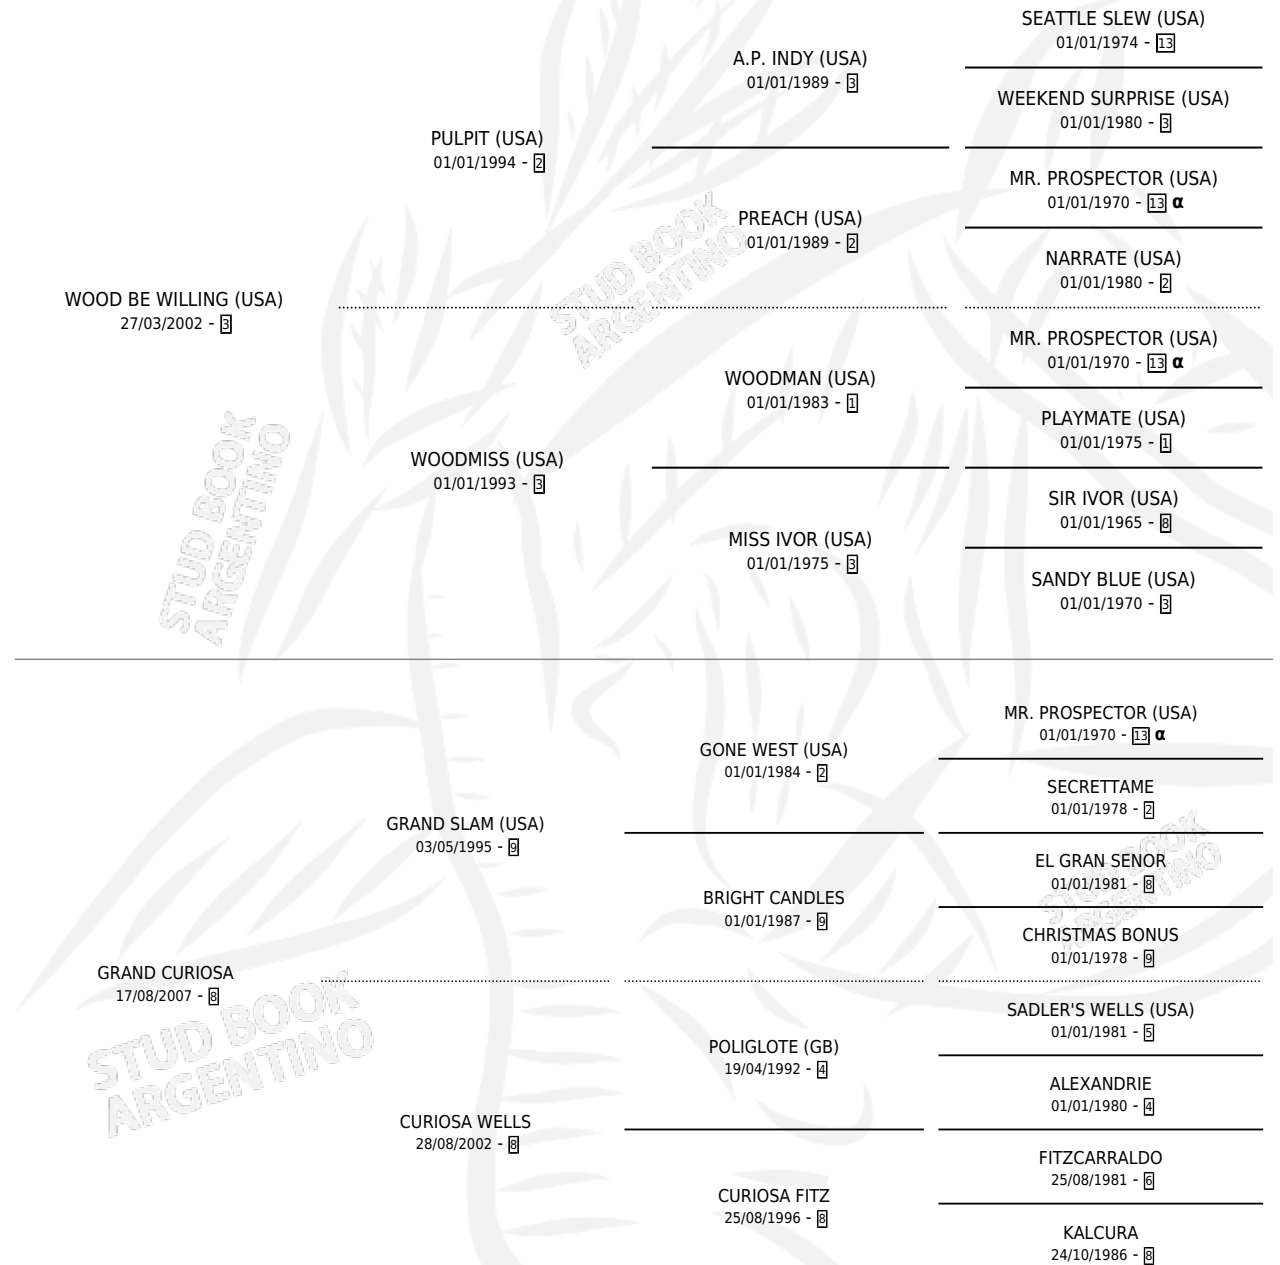 SEATTLE SLEW (USA)
01/01/1974 - 13
A.P. INDY (USA)
01/01/1989 - 3
WEEKEND SURPRISE (USA)
01/01/1980 - 3
PULPIT (USA)
01/01/1994 - 2
MR. PROSPECTOR (USA)
01/01/1970 - 13 α
PREACH (USA)
01/01/1989 - 2
NARRATE (USA)
01/01/1980 - 2
WOOD BE WILLING (USA)
27/03/2002 - 3
MR. PROSPECTOR (USA)
01/01/1970 - 13 α
WOODMAN (USA)
01/01/1983 - 1
PLAYMATE (USA)
01/01/1975 - 1
WOODMISS (USA)
01/01/1993 - 3
SIR IVOR (USA)
01/01/1965 - 8
MISS IVOR (USA)
01/01/1975 - 3
SANDY BLUE (USA)
01/01/1970 - 3
MR. PROSPECTOR (USA)
01/01/1970 - 13 α
GONE WEST (USA)
01/01/1984 - 2
SECRETTAME
01/01/1978 - 2
GRAND SLAM (USA)
03/05/1995 - 9
EL GRAN SENOR
01/01/1981 - 8
BRIGHT CANDLES
01/01/1987 - 9
CHRISTMAS BONUS
01/01/1978 - 9
GRAND CURIOSA
17/08/2007 - 8
SADLER'S WELLS (USA)
01/01/1981 - 5
POLIGLOTE (GB)
19/04/1992 - 4
ALEXANDRIE
01/01/1980 - 4
CURIOSA WELLS
28/08/2002 - 8
FITZCARRALDO
25/08/1981 - 6
CURIOSA FITZ
25/08/1996 - 8
KALCURA
24/10/1986 - 8
STUD BOOK
ARGENTINO
STUD BOOK
ARGENTINO
STUD BOOK
ARGENTINO
STUD BOOK
ARGENTINO